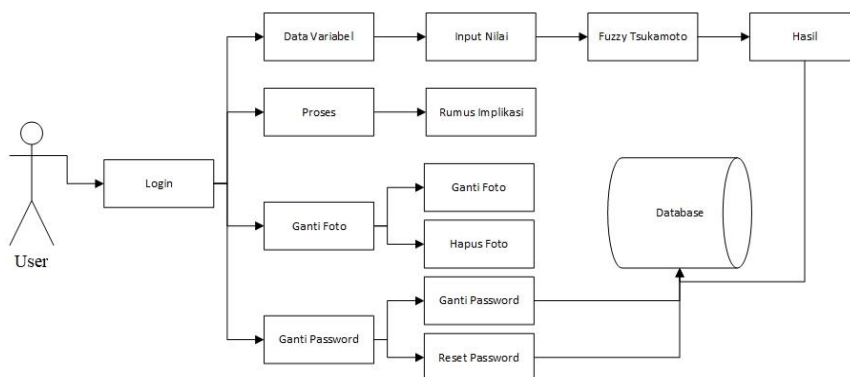 Data Variabel
Input Nilai
Fuzzy Tsukamoto
Hasil
Proses
Rumus Implikasi
Login
User
Ganti Foto
Ganti Foto
Hapus Foto
Database
Ganti Password
Ganti Password
Reset Password